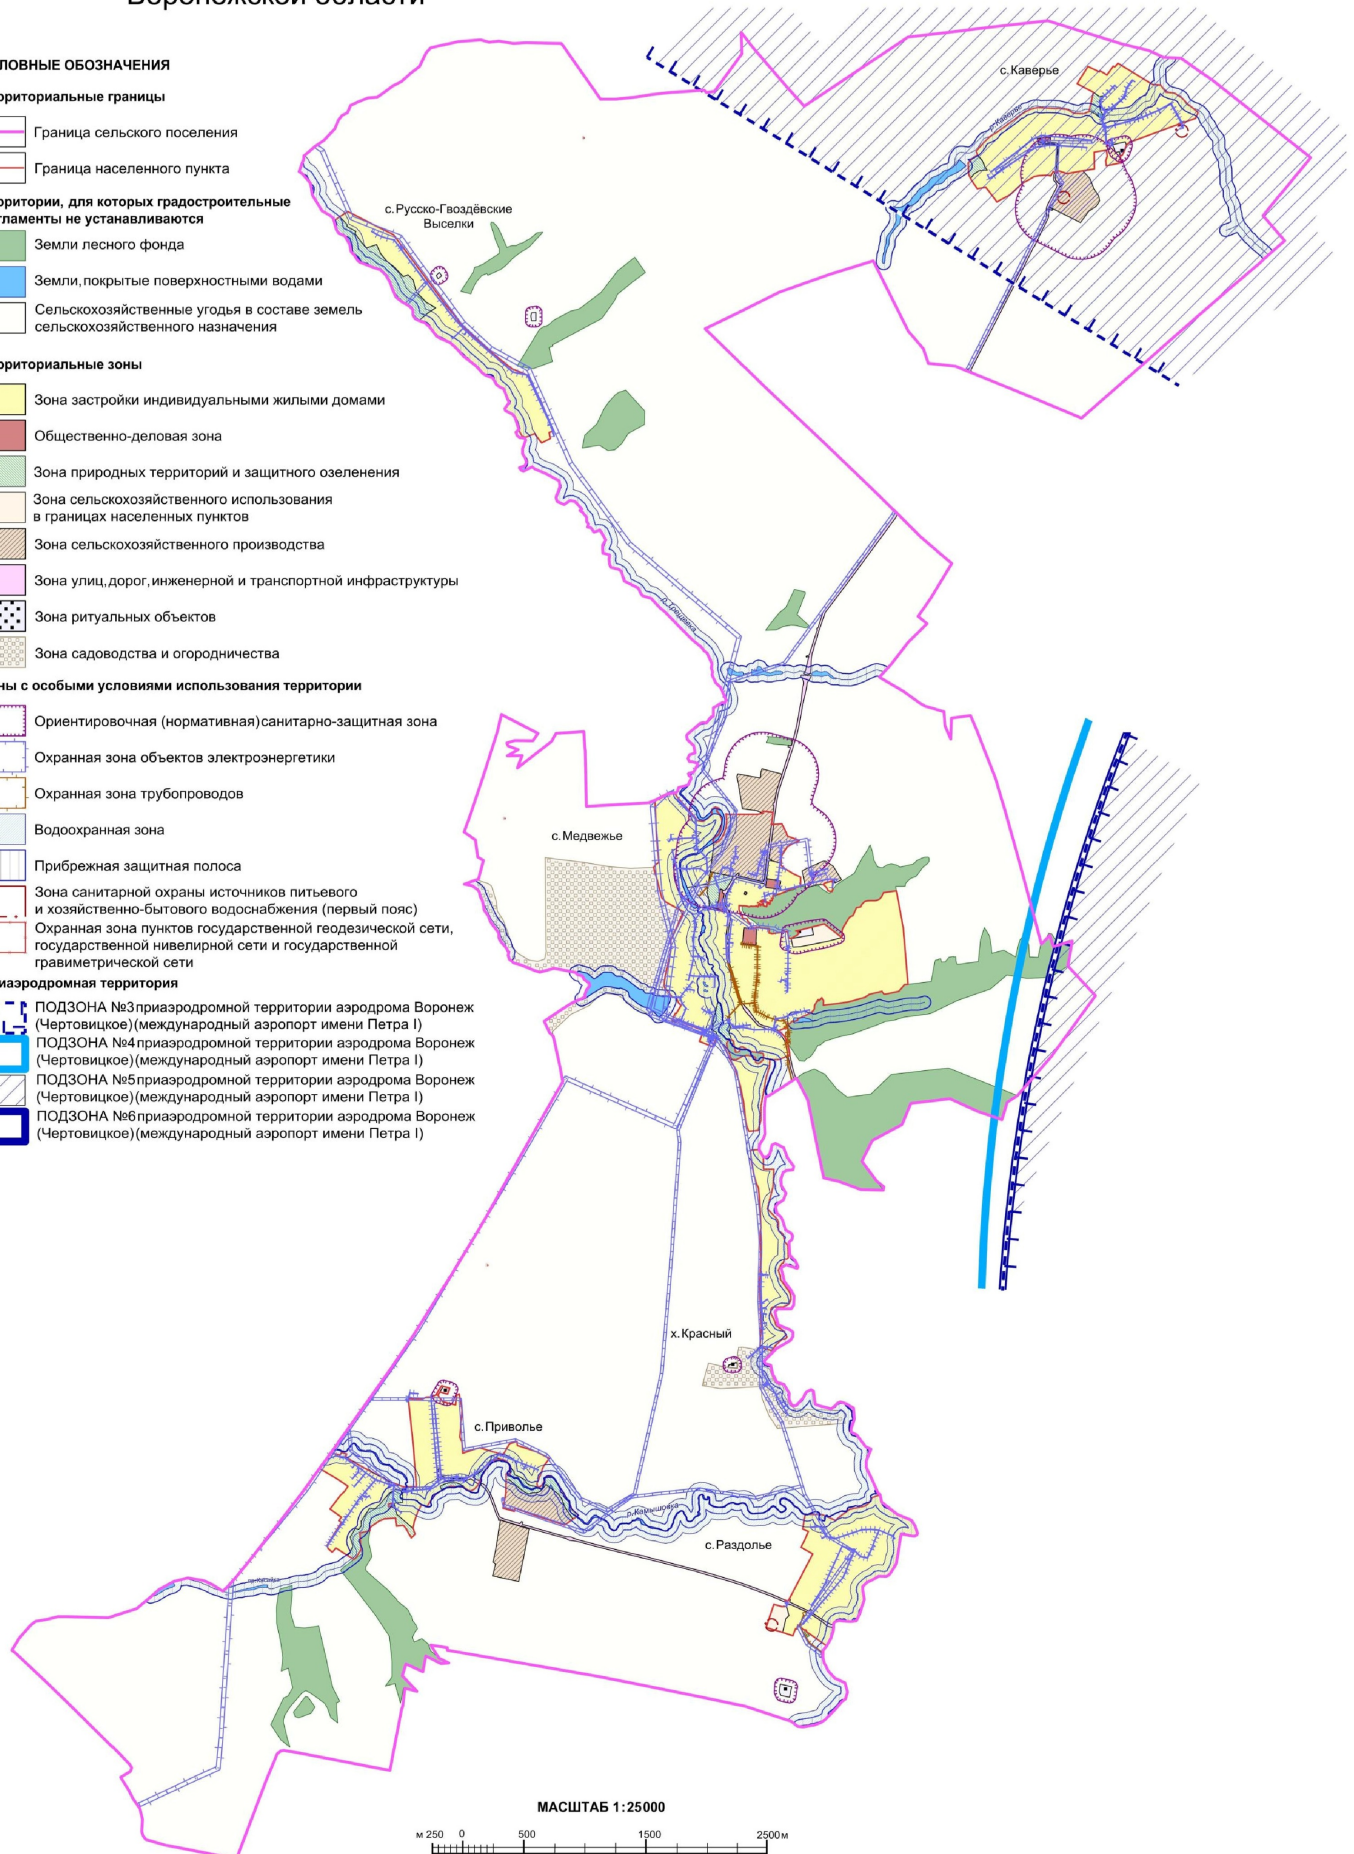 Воронежской области
ЛОВНЫЕ ОБОЗНАЧЕНИЯ
рриториальные границы
Граница сельского поселения
Граница населенного пункта
рритории, для которых градостроительные
гламенты не устанавливаются
Земли лесного фонда
Земли, покрытые поверхностными водами
Сельскохозяйственные угодья в составе земель
сельскохозяйственного назначения
рриториальные зоны
Зона застройки индивидуальными жилыми домами
Общественно-деловая зона
Зона природных территорий и защитного озеленения
Зона сельскохозяйственного использования
в границах населенных пунктов
Зона сельскохозяйственного производства
Зона улиц, дорог, инженерной и транспортной инфраструктуры
Зона ритуальных объектов
Зона садоводства и огородничества
ны с особыми условиями использования территории
Ориентировочная (нормативная) санитарно-защитная зона
Охранная зона объектов электроэнергетики
Охранная зона трубопроводов
Водоохранная зона
Прибрежная защитная полоса
Зона санитарной охраны источников питьевого
и хозяйственно-бытового водоснабжения (первый пояс)
Охранная зона пунктов государственной геодезической сети,
государственной нивелирной сети и государственной
гравиметрической сети
иаэродромная территория
ПОДЗОНА №3 приаэродромной территории аэродрома Воронеж
(Чертовицкое) (международный аэропорт имени Петра I)
ПОДЗОНА №4 приаэродромной территории аэродрома Воронеж
(Чертовицкое) (международный аэропорт имени Петра I)
ПОДЗОНА №5 приаэродромной территории аэродрома Воронеж
(Чертовицкое) (международный аэропорт имени Петра I)
ПОДЗОНА №6 приаэродромной территории аэродрома Воронеж
(Чертовицкое) (международный аэропорт имени Петра I)
с. Каверье
р. Каверье
с. Русско-Гвоздёвские
Выселки
с. Медвежье
х. Красный
с. Приволье
р. Камышовка
с. Раздолье
МАСШТАБ 1:25000
м 250 0 500 1500 2500 м